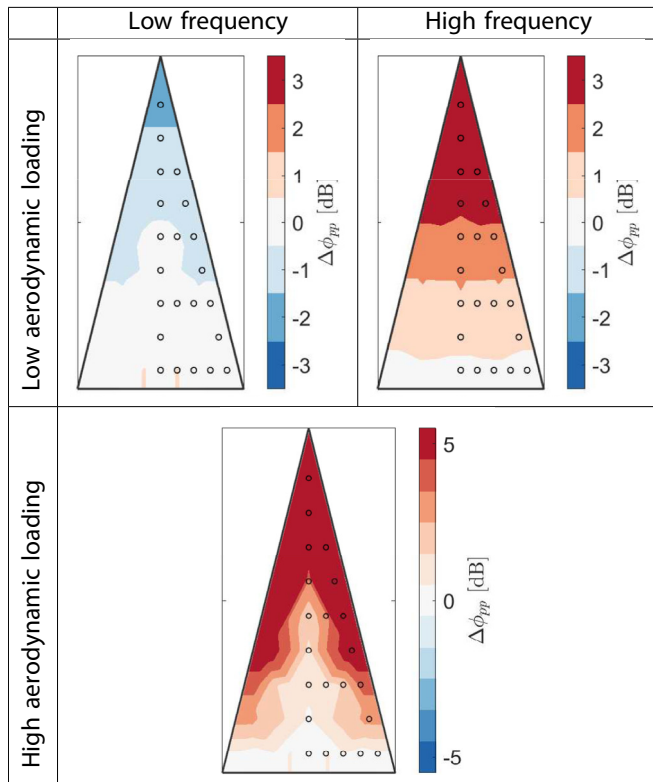 Low frequency
High frequency
Low aerodynamic loading
3
2
1
0
-1
-2
-3
Δϕpp [dB]
3
2
1
0
-1
-2
-3
Δϕpp [dB]
High aerodynamic loading
5
0
-5
Δϕpp [dB]